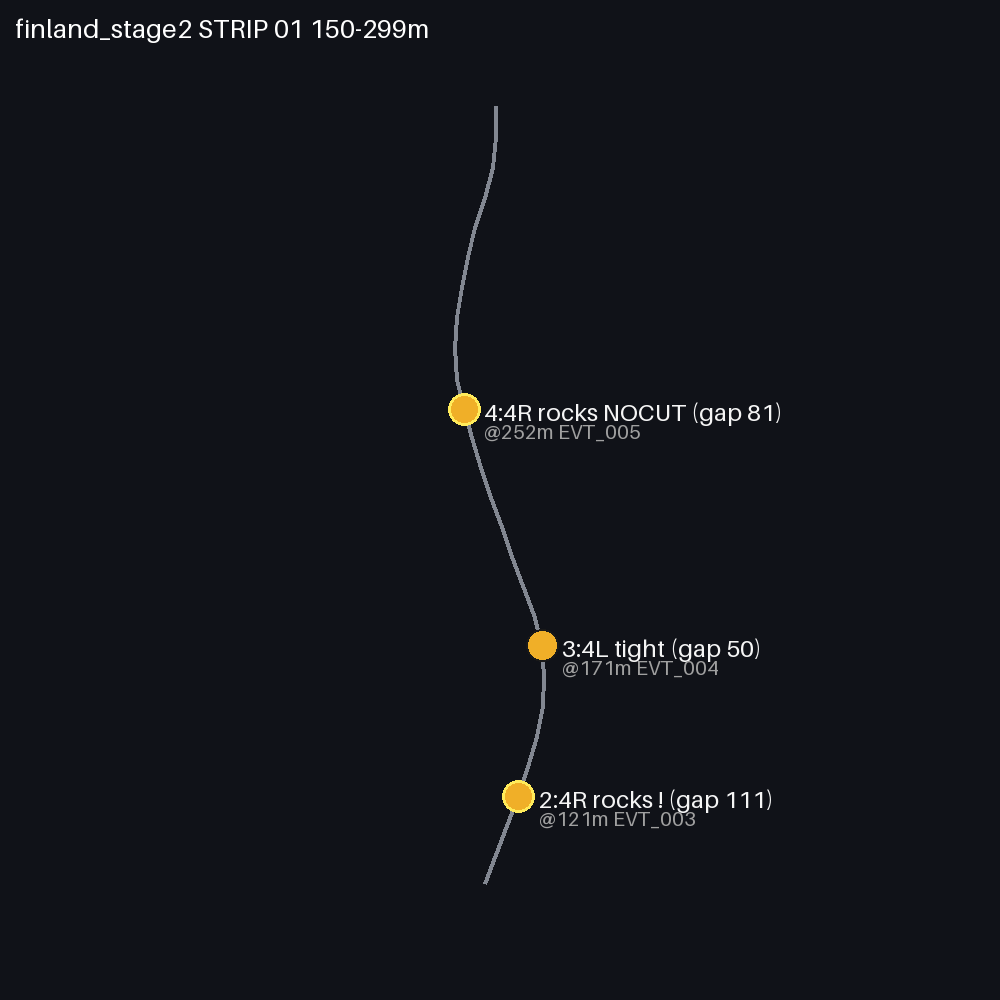 finland_stage2 STRIP 01 150-299m
4:4R rocks NOCUT (gap 81)
@252m EVT_005
3:4L tight (gap 50)
@171m EVT_004
2:4R rocks ! (gap 111)
@121m EVT_003